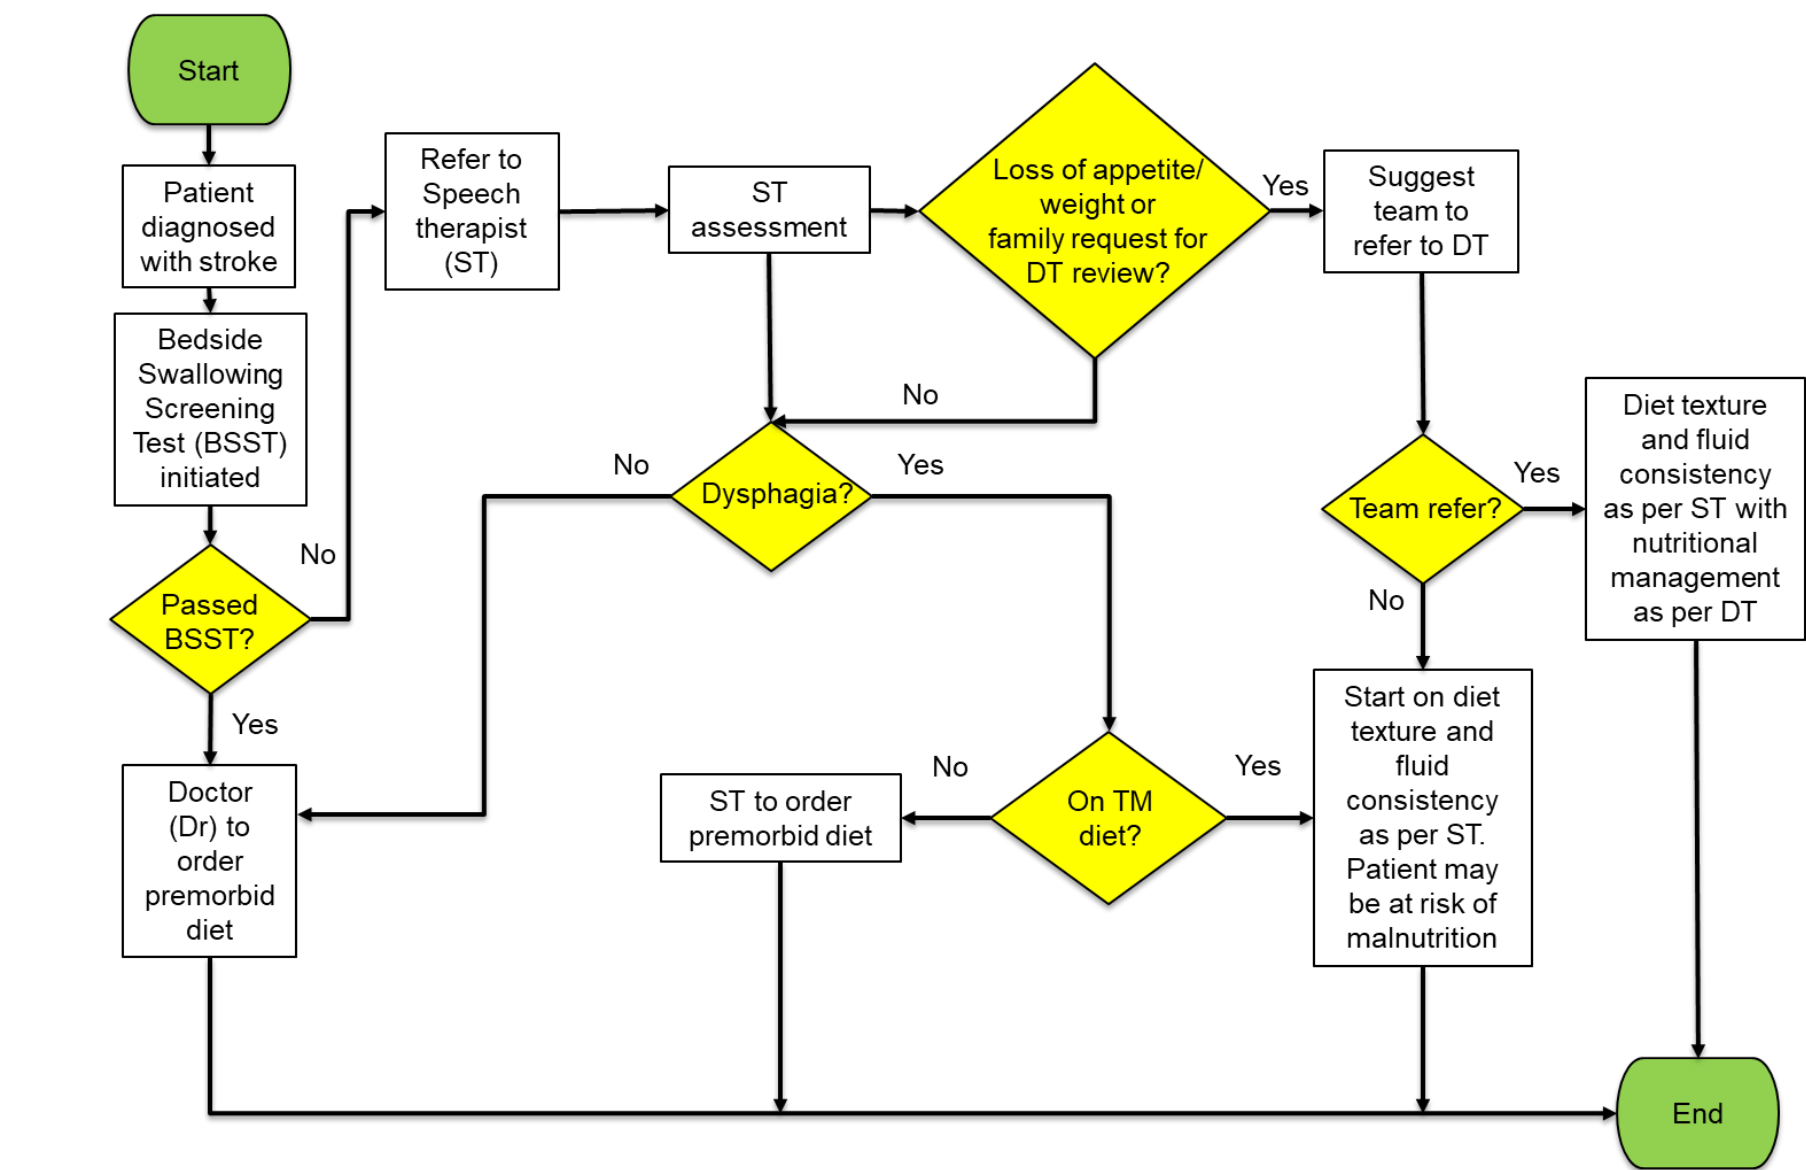 Start
Patient
diagnosed
with stroke
Bedside
Swallowing
Screening
Test (BSST)
initiated
Passed
BSST?
No
Yes
Doctor
(Dr) to
order
premorbid
diet
Refer to
Speech
therapist
(ST)
ST
assessment
Loss of appetite/
weight or
family request for
DT review?
Yes
No
Suggest
team to
refer to DT
Dysphagia?
No
Yes
Team refer?
Yes
No
Diet texture
and fluid
consistency
as per ST with
nutritional
management
as per DT
On TM
diet?
No
Yes
ST to order
premorbid diet
Start on diet
texture and
fluid
consistency
as per ST.
Patient may
be at risk of
malnutrition
End